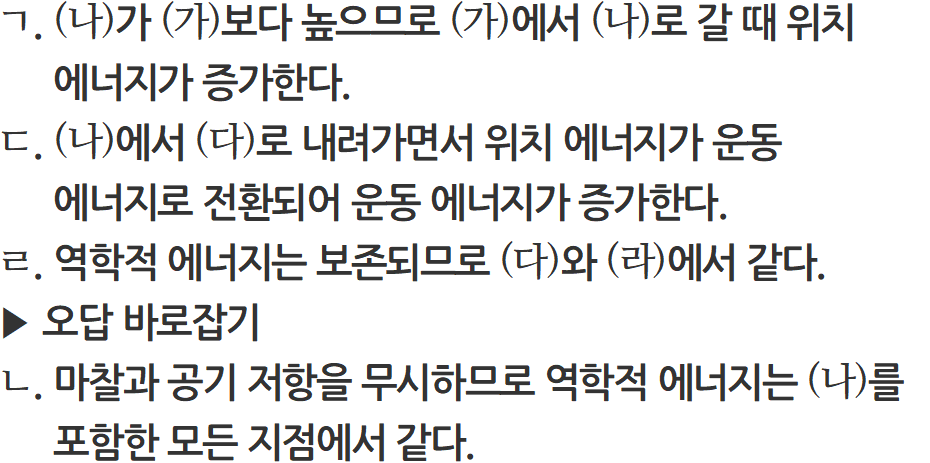 ㄱ. (나)가 (가)보다 높으므로 (가)에서 (나)로 갈 때 위치
에너지가 증가한다.
ㄷ. (나)에서 (다)로 내려가면서 위치 에너지가 운동
에너지로 전환되어 운동 에너지가 증가한다.
ㄹ. 역학적 에너지는 보존되므로 (다)와 (라)에서 같다.
▶ 오답 바로잡기
ㄴ. 마찰과 공기 저항을 무시하므로 역학적 에너지는 (나)를
포함한 모든 지점에서 같다.